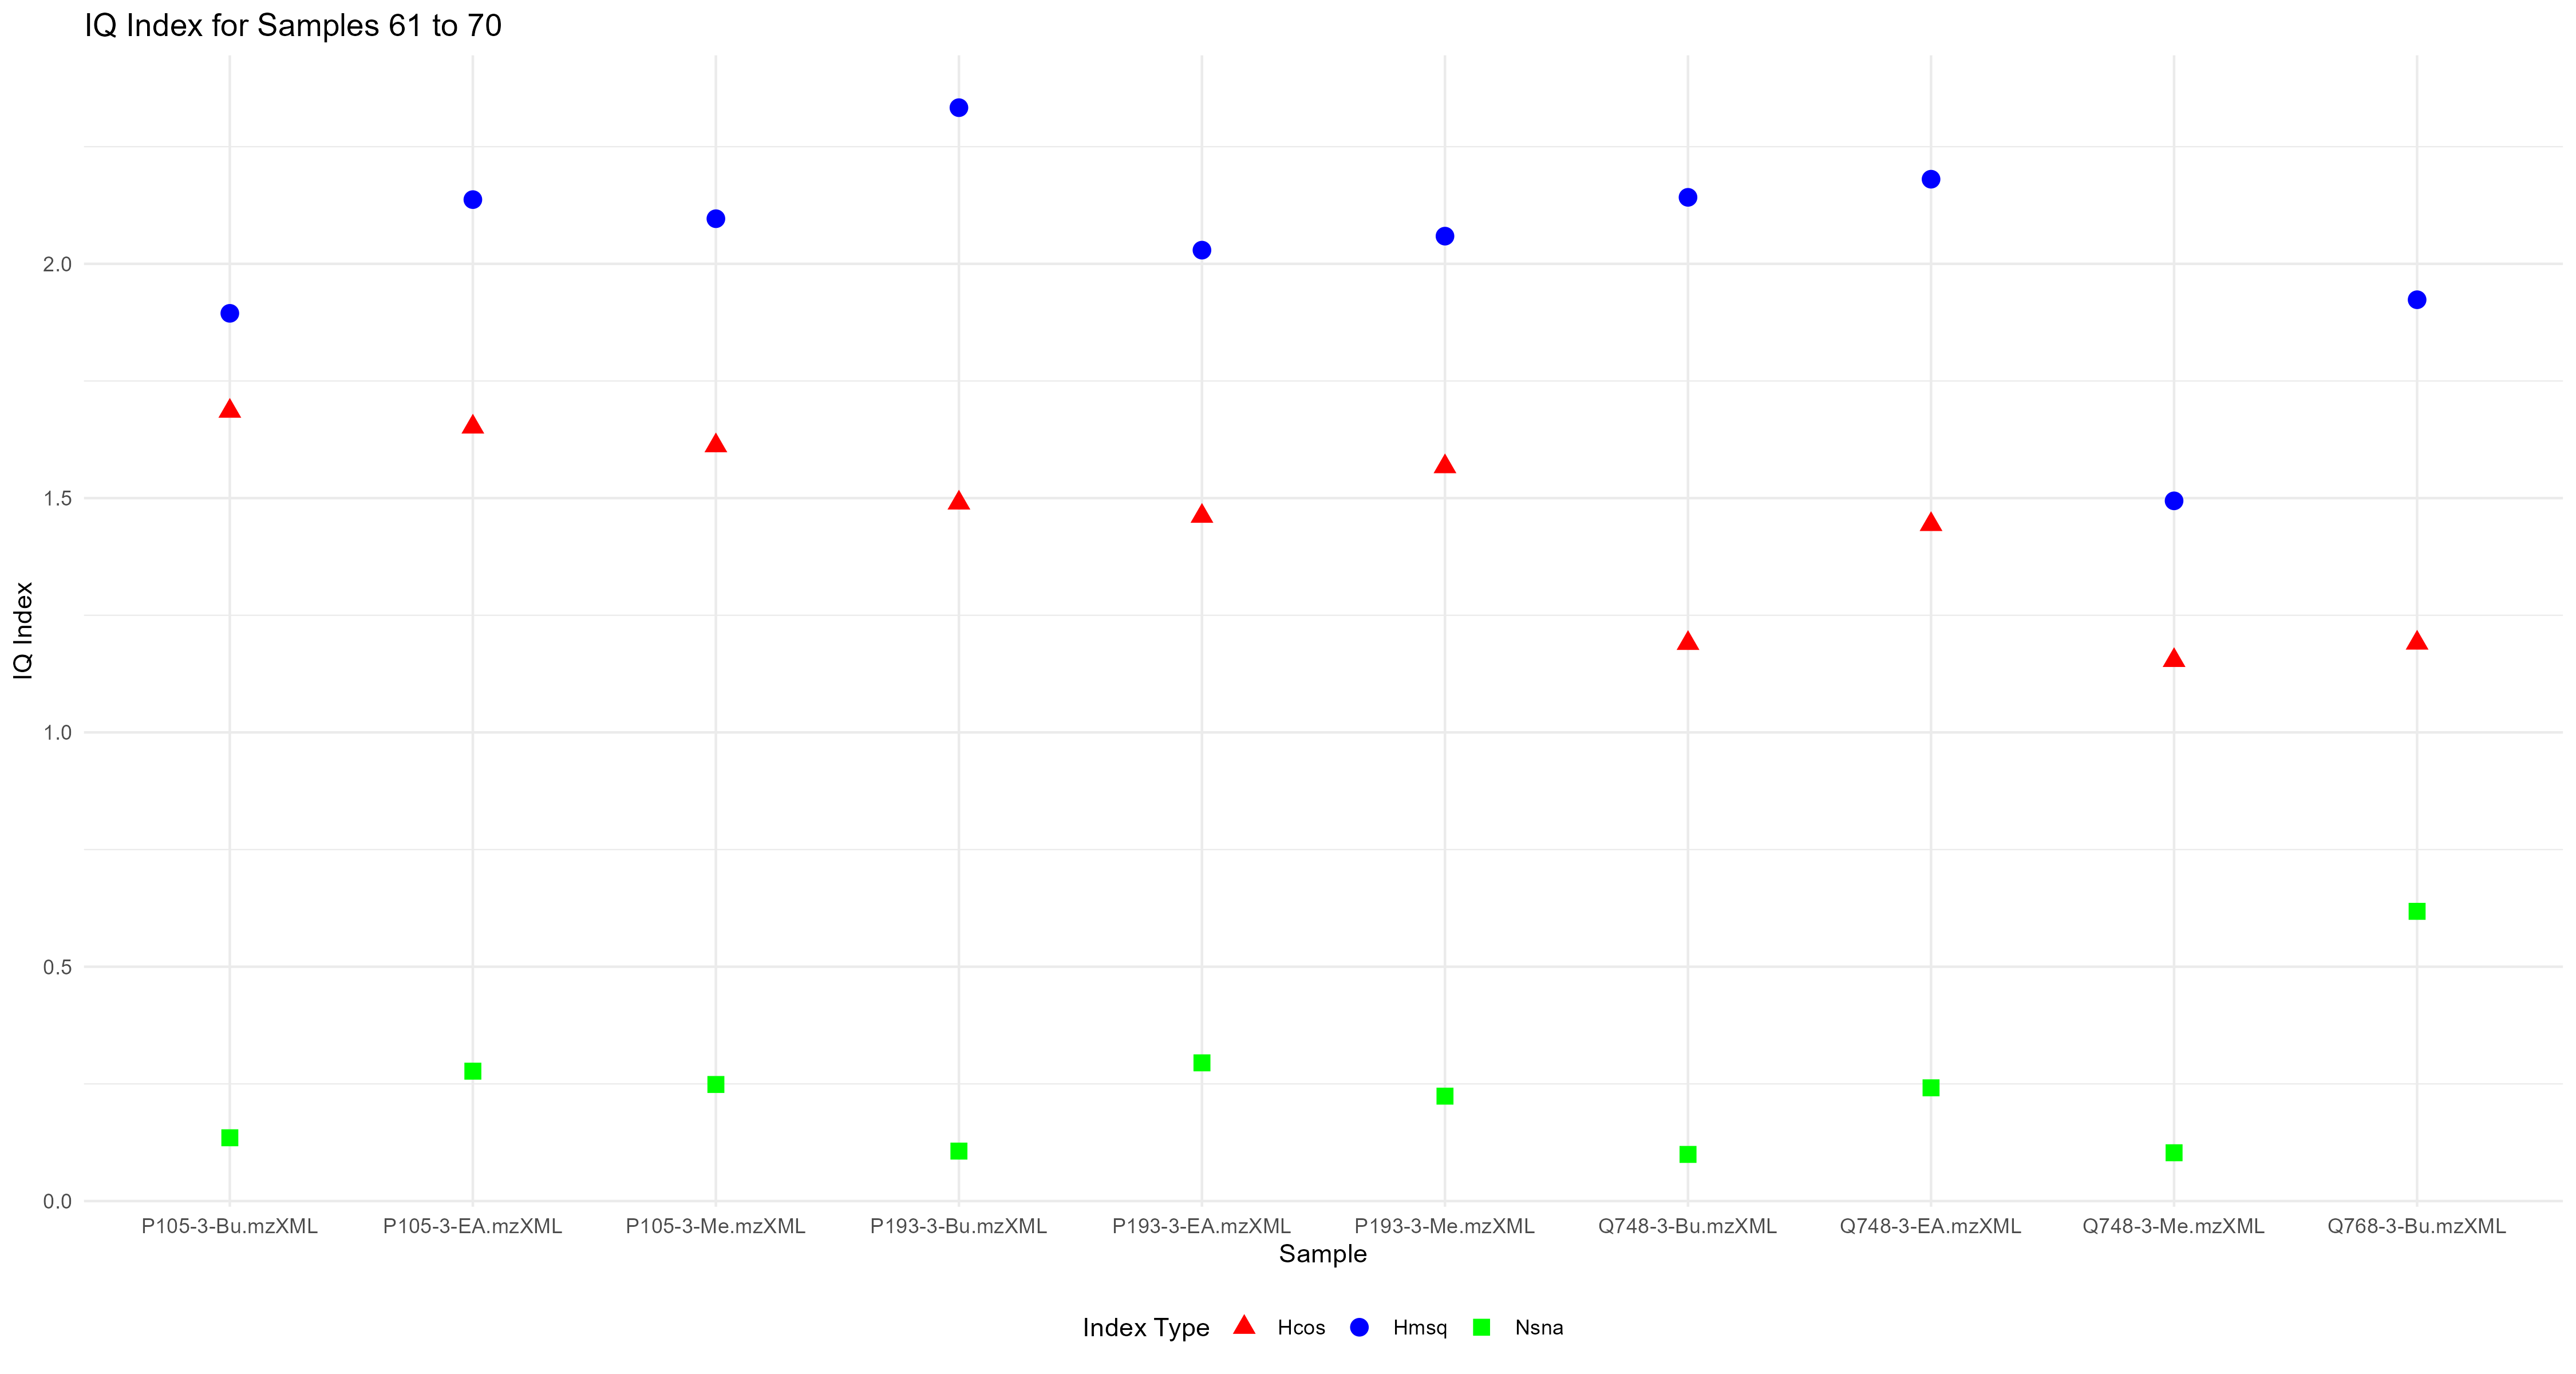 IQ Index for Samples 61 to 70
IQ Index
2.0
1.5
1.0
0.5
0.0
P105-3-Bu.mzXML P105-3-EA.mzXML P105-3-Me.mzXML P193-3-Bu.mzXML P193-3-EA.mzXML P193-3-Me.mzXML Q748-3-Bu.mzXML Q748-3-EA.mzXML Q748-3-Me.mzXML Q768-3-Bu.mzXML
Sample
Index Type Hcos Hmsq Nsna